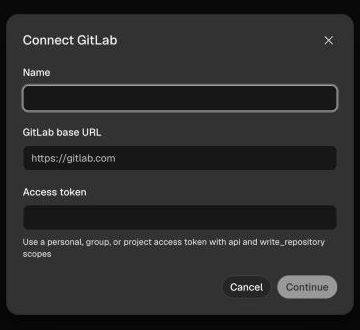 Connect GitLab
Name
GitLab base URL
https://gitlab.com
Access token
Use a personal, group, or project access token with api and write_repository
scopes
Cancel Continue